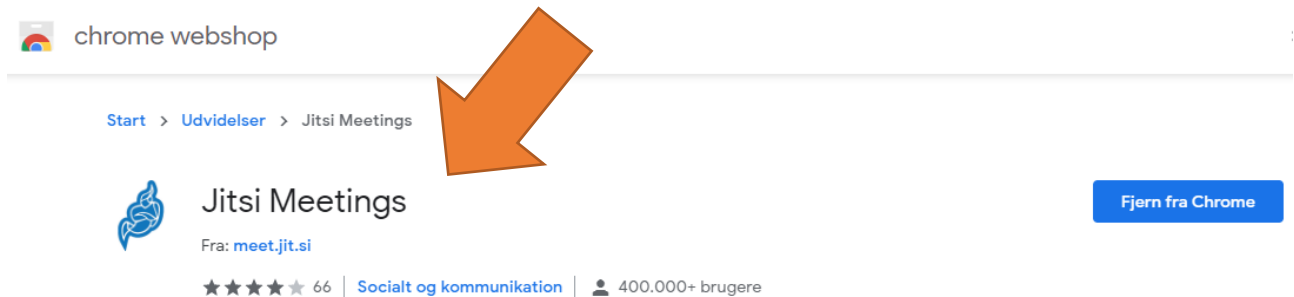 chrome webshop
Start > Udvidelser > Jitsi Meetings
Jitsi Meetings
Fjern fra Chrome
Fra: meet.jit.si
66 | Socialt og kommunikation | 400.000+ brugere